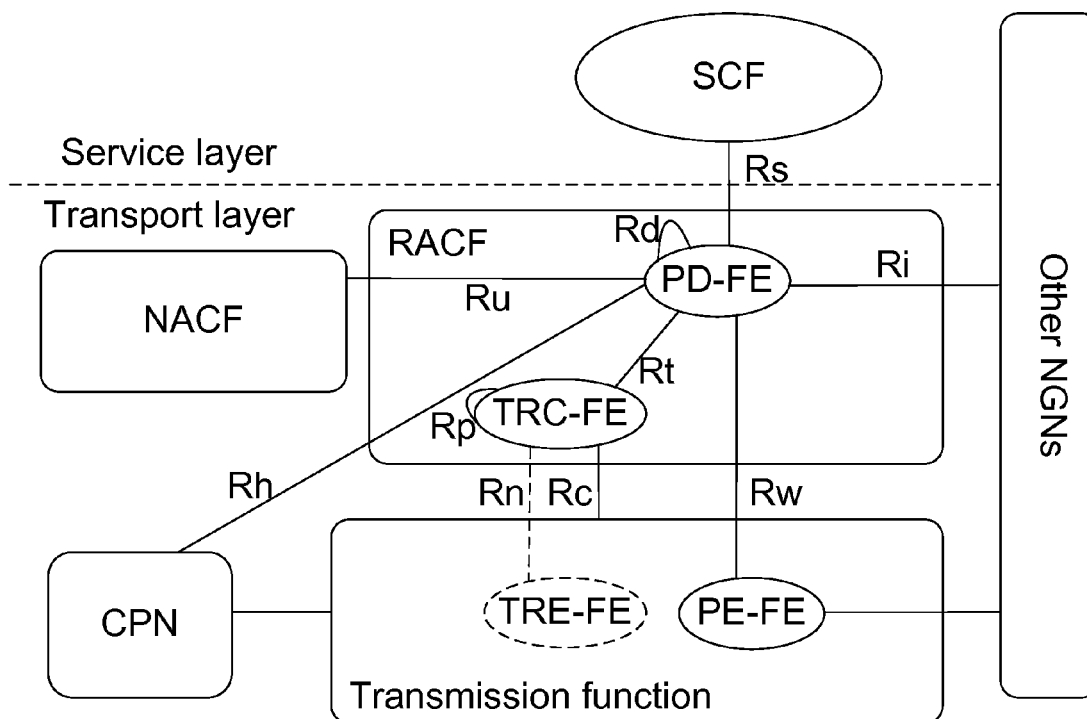 SCF
Service layer
Rs
Transport layer
RACF
Rd
PD-FE
Ri
NACF
Ru
Rt
Rp
TRC-FE
Rh
Rn
Rc
Rw
CPN
TRE-FE
PE-FE
Transmission function
Other NGNs